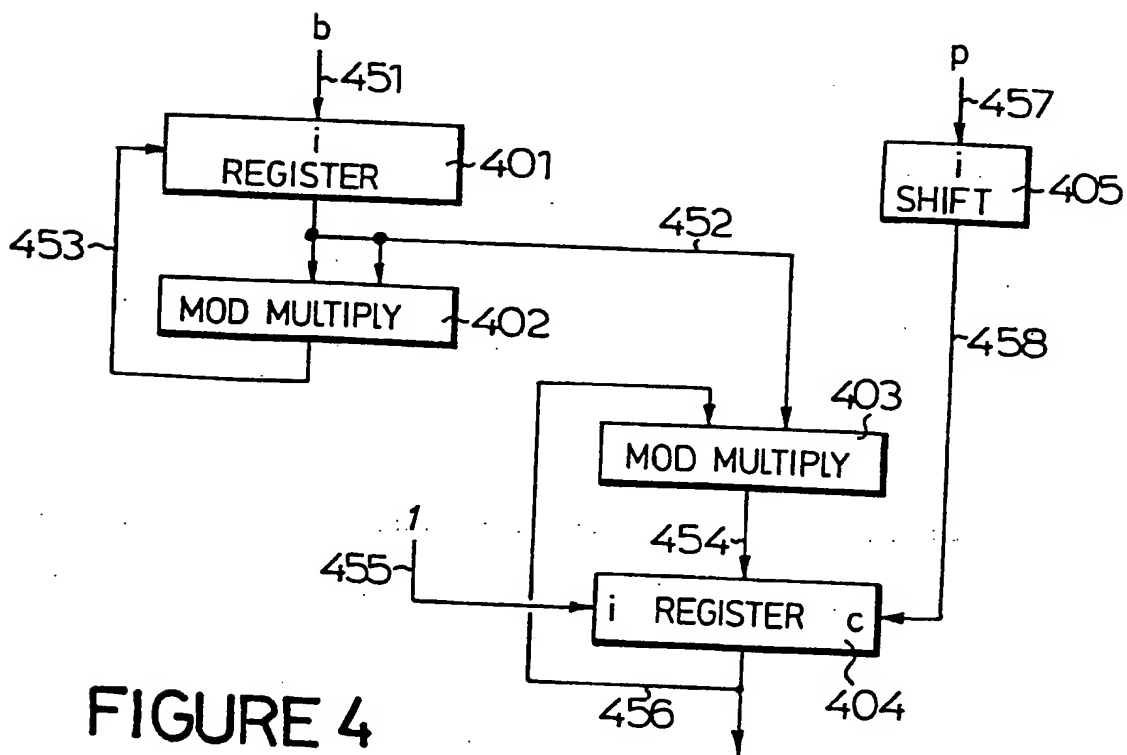 b
451
p
457
i
REGISTER
401
i
SHIFT
405
453
452
MOD MULTIPLY
402
458
403
MOD MULTIPLY
1
454
455
i REGISTER c
404
456
FIGURE 4